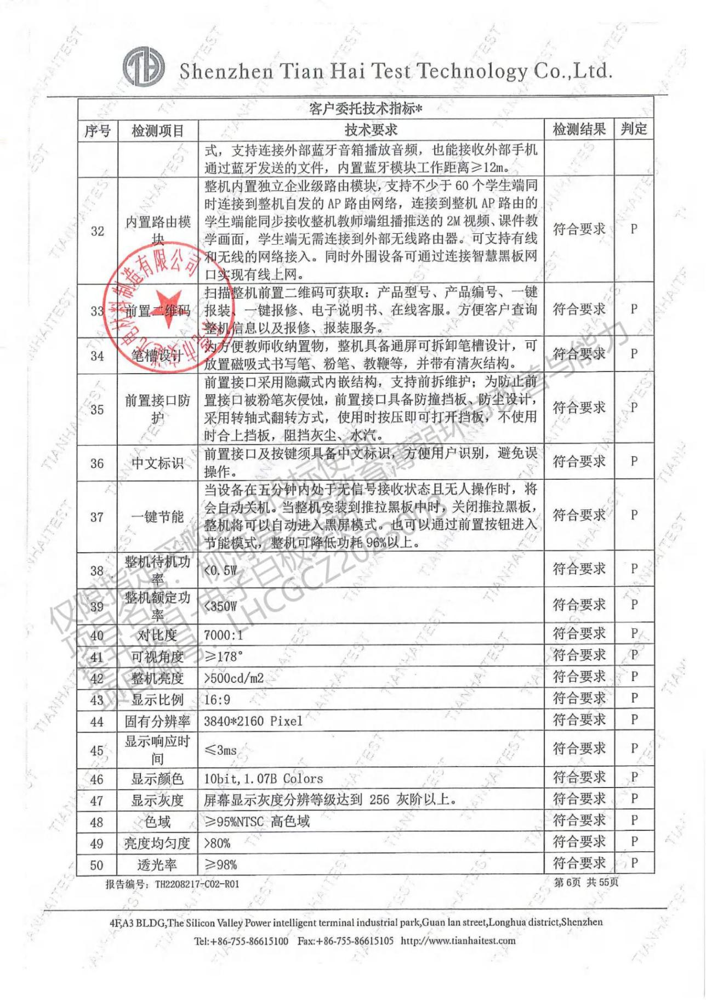 TH Shenzhen Tian Hai Test Technology Co.,Ltd.
客户委托技术指标*
序号 检测项目 技术要求 检测结果 判定
式，支持连接外部蓝牙音箱播放音频，也能接收外部手机
通过蓝牙发送的文件，内置蓝牙模块工作距离≥12m。
32 内置路由模块 符合要求 P
整机内置独立企业级路由模块,支持不少于 60 个学生端同
时连接到整机自发的 AP 路由网络，连接到整机 AP 路由的
学生端能同步接收整机教师端组播推送的 2M 视频、课件教
学画面，学生端无需连接到外部无线路由器。可支持有线
和无线的网络接入。同时外围设备可通过连接智慧黑板网
口实现有线上网。
33 前置二维码 符合要求 P
扫描整机前置二维码可获取：产品型号、产品编号、一键
报装、一键报修、电子说明书、在线客服。方便客户查询
整机信息以及报修、报装服务。
34 笔槽设计 符合要求 P
为方便教师收纳置物，整机具备通屏可拆卸笔槽设计，可
放置磁吸式书写笔、粉笔、教鞭等，并带有清灰结构。
35 前置接口防护 符合要求 P
前置接口采用隐藏式内嵌结构，支持前拆维护；为防止前
置接口被粉笔灰侵蚀，前置接口具备防撞挡板、防尘设计，
采用转轴式翻转方式，使用时按压即可打开挡板，不使用
时合上挡板，阻挡灰尘、水汽。
36 中文标识 符合要求 P
前置接口及按键须具备中文标识，方便用户识别，避免误
操作。
37 一键节能 符合要求 P
当设备在五分钟内处于无信号接收状态且无人操作时，将
会自动关机。当整机安装到推拉黑板中时，关闭推拉黑板，
整机将可以自动进入黑屏模式。也可以通过前置按钮进入
节能模式，整机可降低功耗 96%以上。
38 整机待机功率 <0.5W 符合要求 P
39 整机额定功率 <350W 符合要求 P
40 对比度 7000:1 符合要求 P
41 可视角度 ≥178° 符合要求 P
42 整机亮度 >500cd/m2 符合要求 P
43 显示比例 16:9 符合要求 P
44 固有分辨率 3840*2160 Pixel 符合要求 P
45 显示响应时间 ≤3ms 符合要求 P
46 显示颜色 10bit,1.07B Colors 符合要求 P
47 显示灰度 屏幕显示灰度分辨等级达到 256 灰阶以上。 符合要求 P
48 色域 ≥95%NTSC 高色域 符合要求 P
49 亮度均匀度 >80% 符合要求 P
50 透光率 ≥98% 符合要求 P
报告编号：TH2208217-C02-R01 第 6页 共 55页
4F,A3 BLDG,The Silicon Valley Power intelligent terminal industrial park,Guan lan street,Longhua district,Shenzhen
Tel:+86-755-86615100 Fax:+86-755-86615105 http://www.tianhaitest.com
仅限指定采购项目投标使用
义务教育薄弱环节改善与能力
LHCGCZ2023003
TIANHAITEST